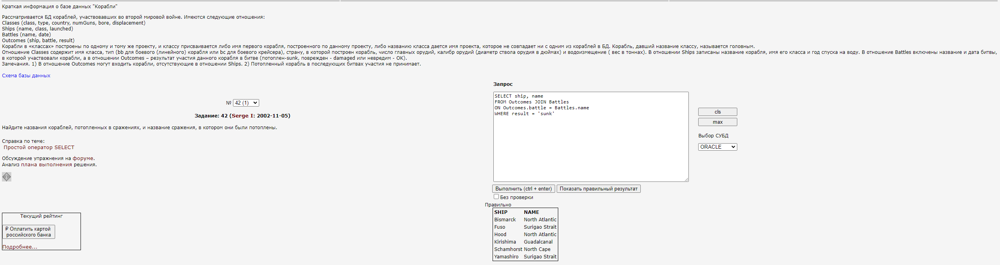 Краткая информация о базе данных "Корабли"
Рассматривается БД кораблей, участвовавших во второй мировой войне. Имеются следующие отношения:
Classes (class, type, country, numGuns, bore, displacement)
Ships (name, class, launched)
Battles (name, date)
Outcomes (ship, battle, result)
Корабли в «классах» построены по одному и тому же проекту, и классу присваивается либо имя первого корабля, построенного по данному проекту, либо названию класса дается имя проекта, которое не совпадает ни с одним из кораблей в БД. Корабль, давший название классу, называется головным.
Отношение Classes содержит имя класса, тип (bb для боевого (линейного) корабля или bc для боевого крейсера), страну, в которой построен корабль, число главных орудий, калибр орудий (диаметр ствола орудия в дюймах) и водоизмещение ( вес в тоннах). В отношении Ships записаны название корабля, имя его класса и год спуска на воду. В отношение Battles включены название и дата битвы,
в которой участвовали корабли, а в отношении Outcomes – результат участия данного корабля в битве (потоплен-sunk, поврежден - damaged или невредим - OK).
Замечания. 1) В отношение Outcomes могут входить корабли, отсутствующие в отношении Ships. 2) Потопленный корабль в последующих битвах участия не принимает.
Схема базы данных
№ 42 (1)
Задание: 42 (Serge I: 2002-11-05)
Найдите названия кораблей, потопленных в сражениях, и название сражения, в котором они были потоплены.
Справка по теме:
Простой оператор SELECT
Обсуждение упражнения на форуме.
Анализ плана выполнения решения.
Текущий рейтинг
₽ Оплатить картой
российского банка
Подробнее...
Запрос
SELECT ship, name
FROM Outcomes JOIN Battles
ON Outcomes.battle = Battles.name
WHERE result = 'sunk'
cls
max
Выбор СУБД
ORACLE
Выполнить (ctrl + enter) Показать правильный результат
Без проверки
Правильно
SHIP NAME
Bismarck North Atlantic
Fuso Surigao Strait
Hood North Atlantic
Kirishima Guadalcanal
Schamhorst North Cape
Yamashiro Surigao Strait